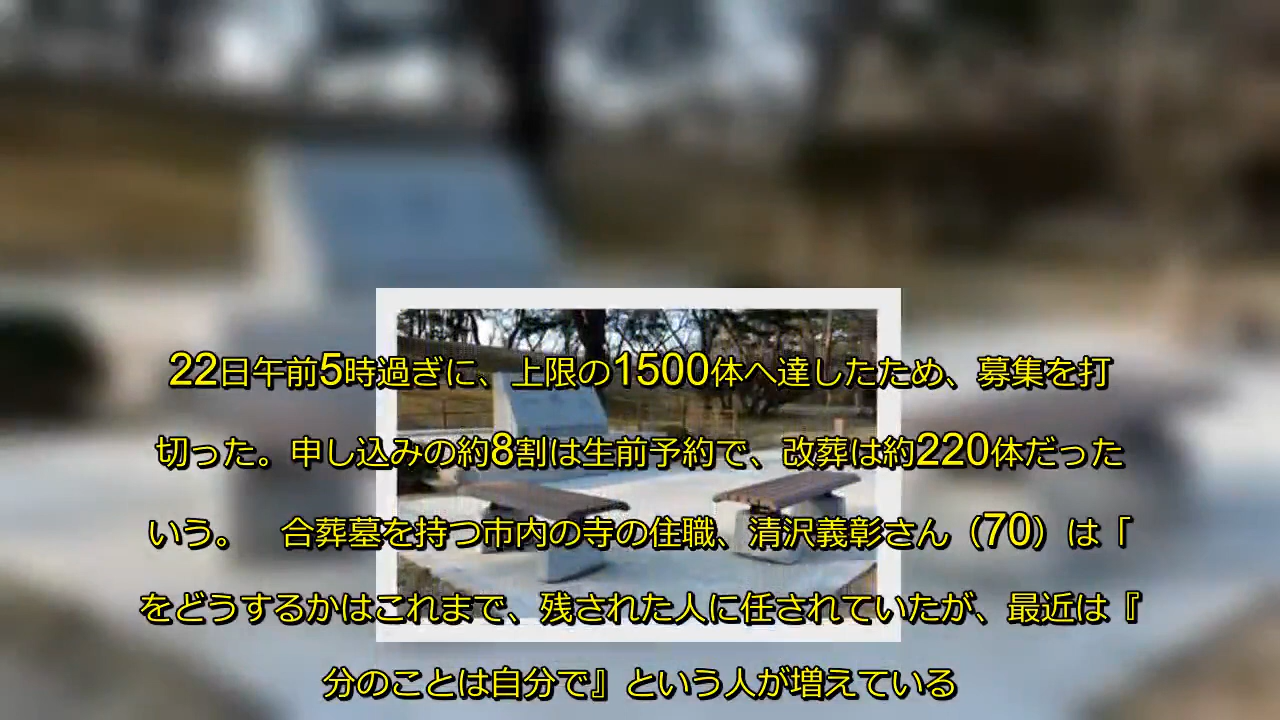 22日午前5時過ぎに、上限の1500体へ達したため、募集を打
切った。申し込みの約8割は生前予約で、改葬は約220体だった
いう。　合葬墓を持つ市内の寺の住職、清沢義彰さん（70）は「
をどうするかはこれまで、残された人に任されていたが、最近は『
分のことは自分で』という人が増えている